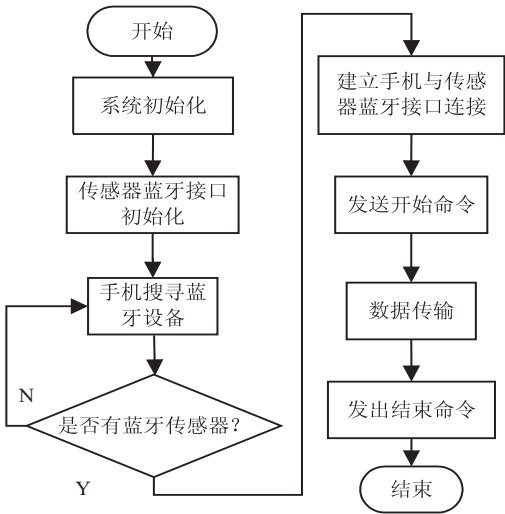 开始
系统初始化
传感器蓝牙接口
初始化
手机搜寻蓝
牙设备
N
是否有蓝牙传感器?
Y
建立手机与传感
器蓝牙接口连接
发送开始命令
数据传输
发出结束命令
结束